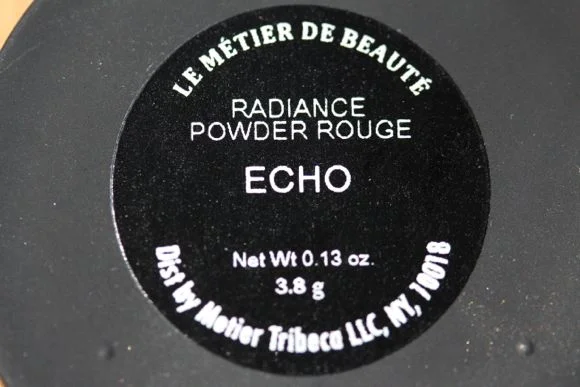 LE MÉTIER DE BEAUTÉ
RADIANCE
POWDER ROUGE
ECHO
Net Wt 0.13 oz.
3.8 g
Dist by Metier Tribeca LLC, NY, NY, 10018